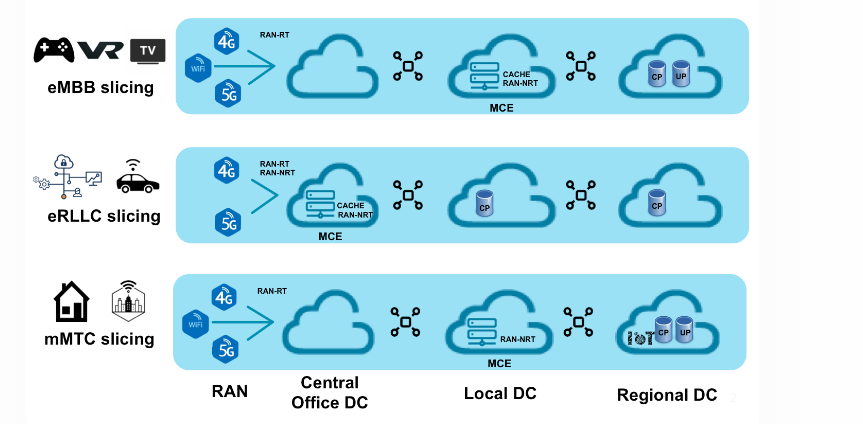 VR
TV
eMBB slicing
4G
WiFi
5G
RAN-RT
CACHE
RAN-NRT
MCE
CP
UP
eRLLC slicing
4G
5G
RAN-RT
RAN-NRT
CACHE
RAN-NRT
MCE
CP
CP
mMTC slicing
4G
WiFi
5G
RAN-RT
RAN-NRT
MCE
CP
UP
RAN
Central
Office DC
Local DC
Regional DC
2